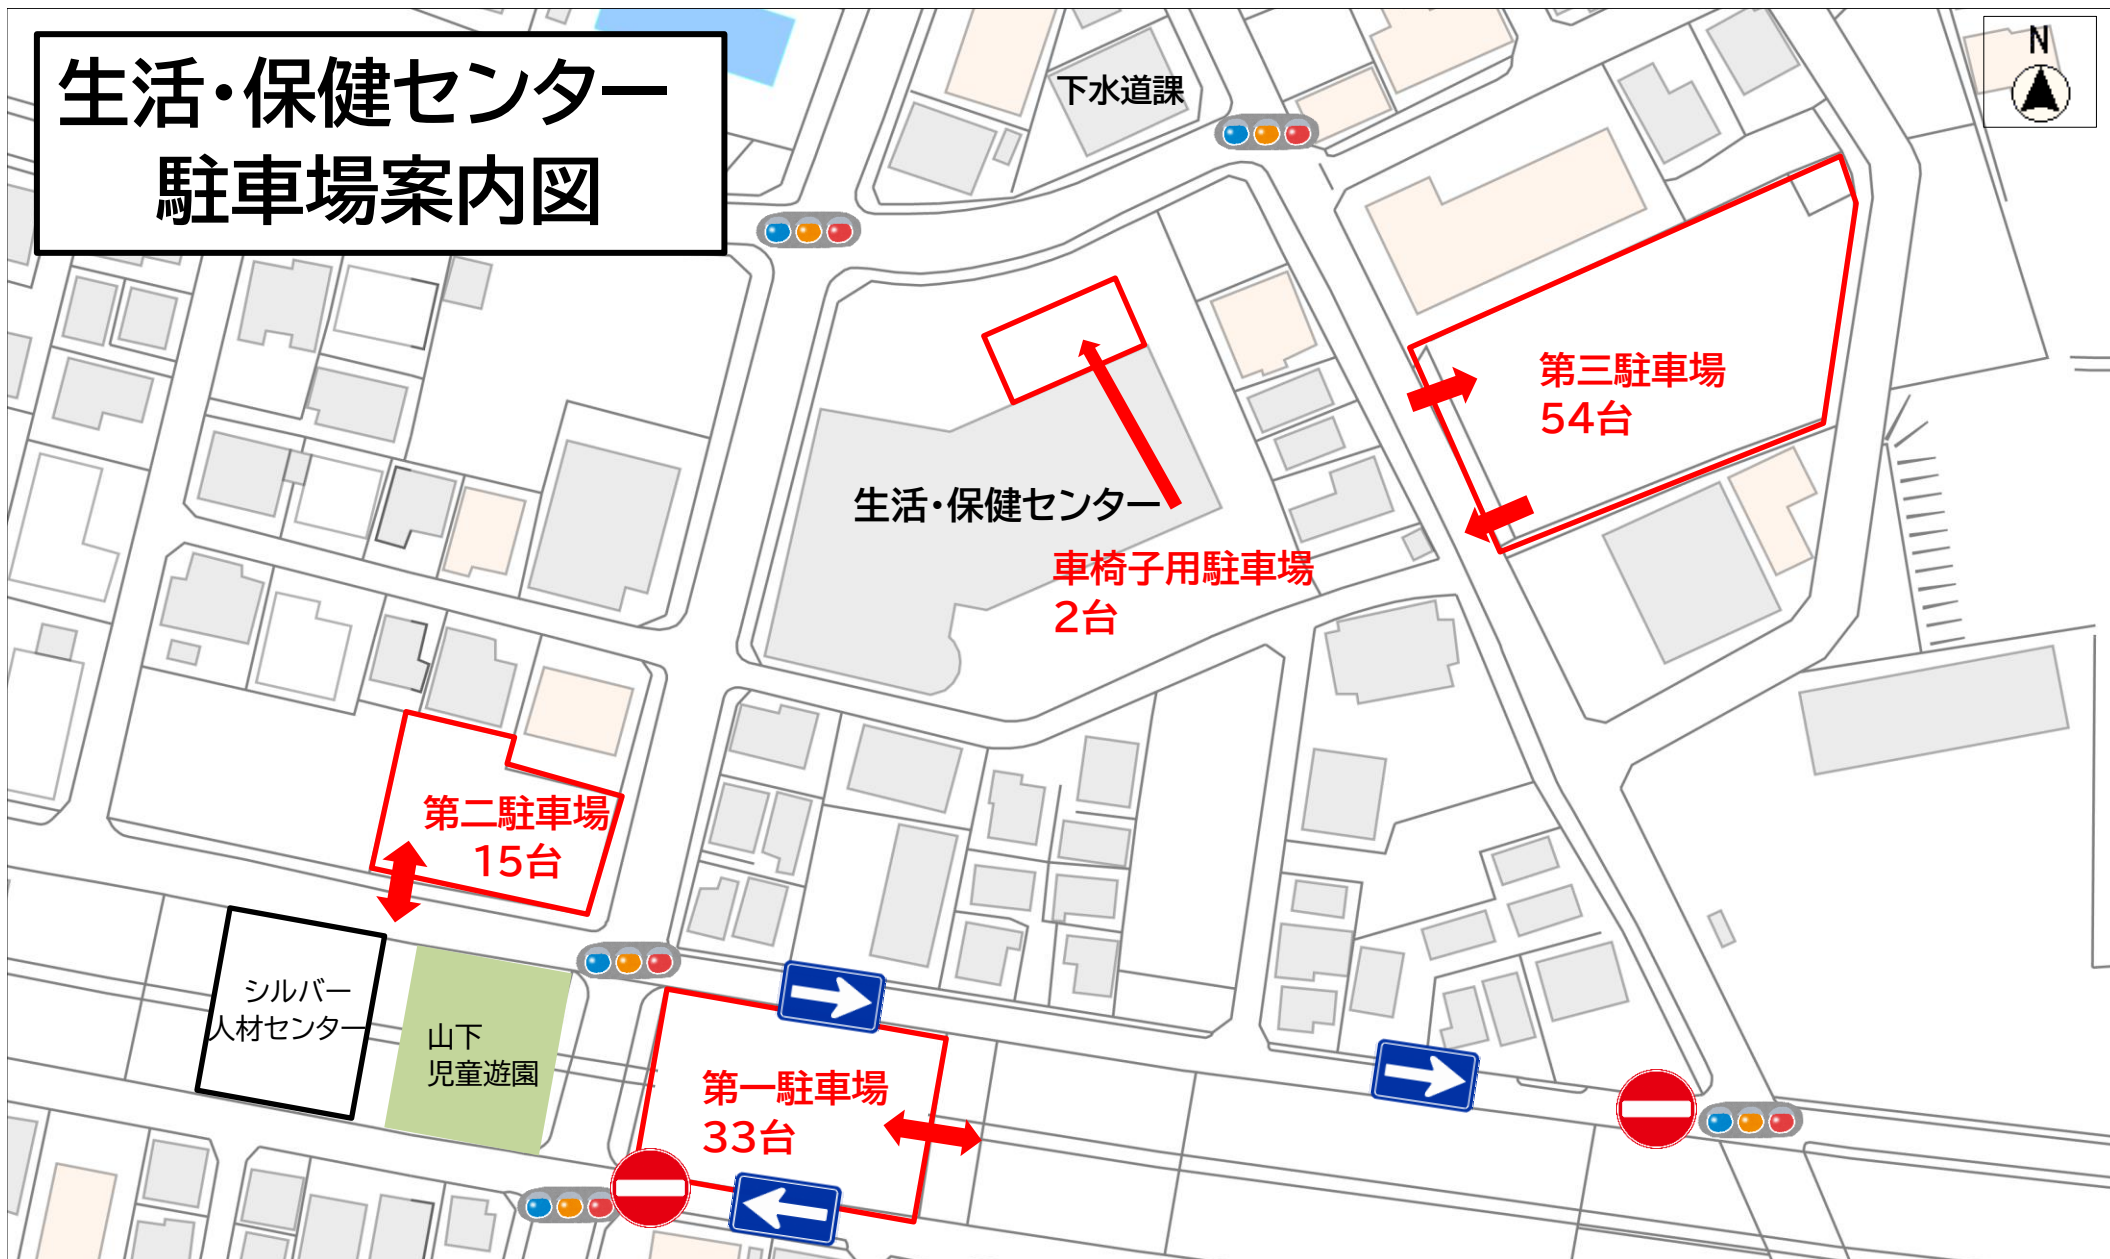 生活・保健センター
駐車場案内図
N
下水道課
第三駐車場
54台
生活・保健センター
車椅子用駐車場
2台
第二駐車場
15台
シルバー
人材センター
山下
児童遊園
第一駐車場
33台